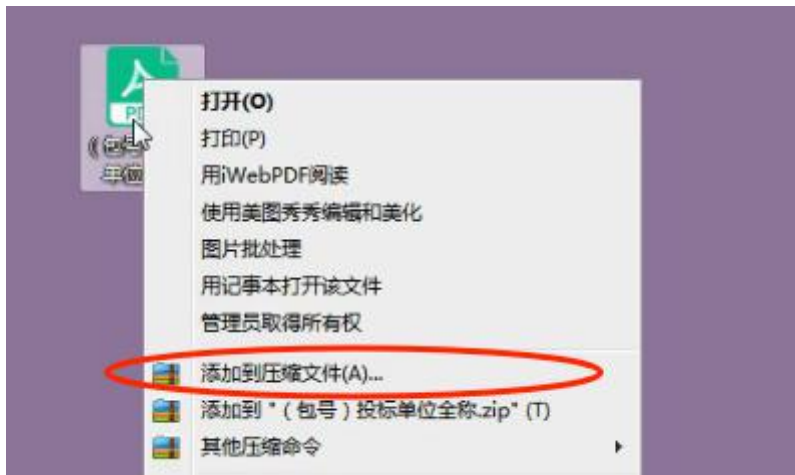 打开(O)
打印(P)
用iWebPDF阅读
使用美图秀秀编辑和美化
图片批处理
用记事本打开该文件
管理员取得所有权
添加到压缩文件(A)...
添加到 "（包号）投标单位全称.zip" (T)
其他压缩命令